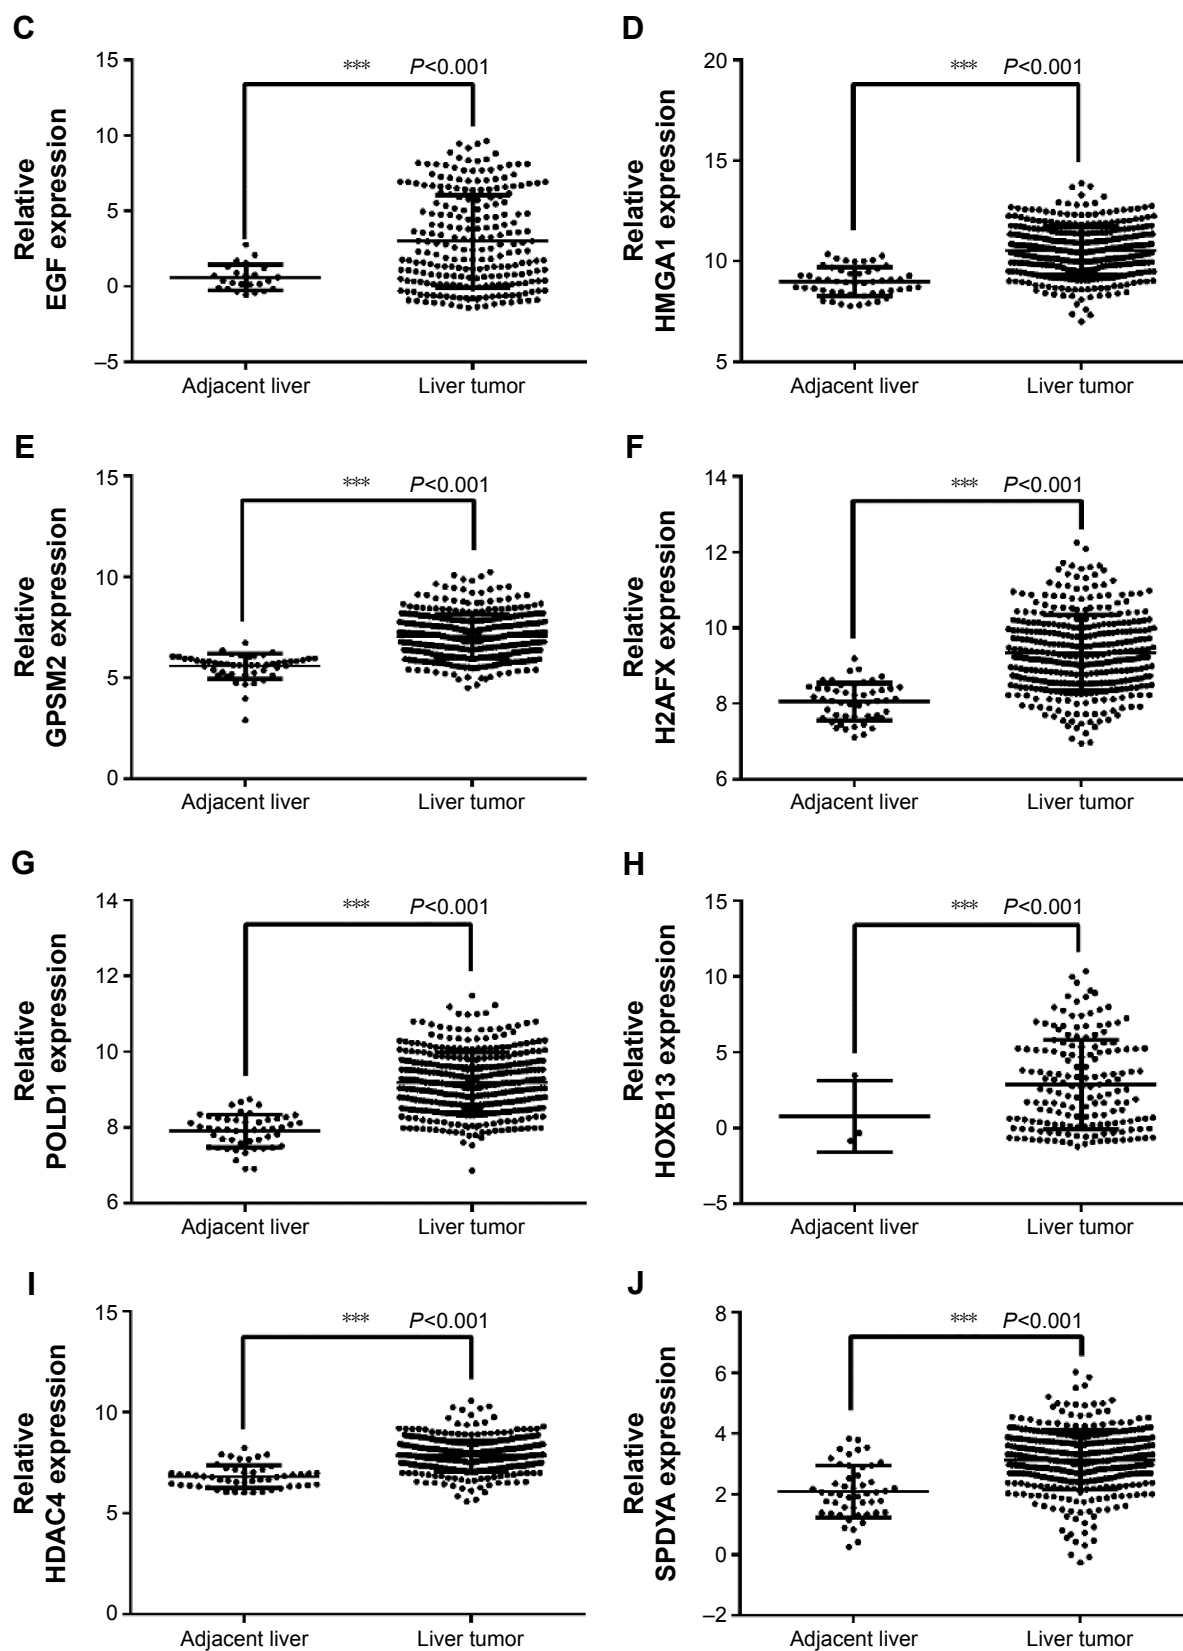 C
Relative
EGF expression
15
10
5
0
–5
*** P<0.001
Adjacent liver Liver tumor
D
Relative
HMGA1 expression
20
15
10
5
*** P<0.001
Adjacent liver Liver tumor
E
Relative
GPSM2 expression
15
10
5
0
*** P<0.001
Adjacent liver Liver tumor
F
Relative
H2AFX expression
14
12
10
8
6
*** P<0.001
Adjacent liver Liver tumor
G
Relative
POLD1 expression
14
12
10
8
6
*** P<0.001
Adjacent liver Liver tumor
H
Relative
HOXB13 expression
15
10
5
0
–5
*** P<0.001
Adjacent liver Liver tumor
I
Relative
HDAC4 expression
15
10
5
0
*** P<0.001
Adjacent liver Liver tumor
J
Relative
SPDYA expression
8
6
4
2
0
–2
*** P<0.001
Adjacent liver Liver tumor